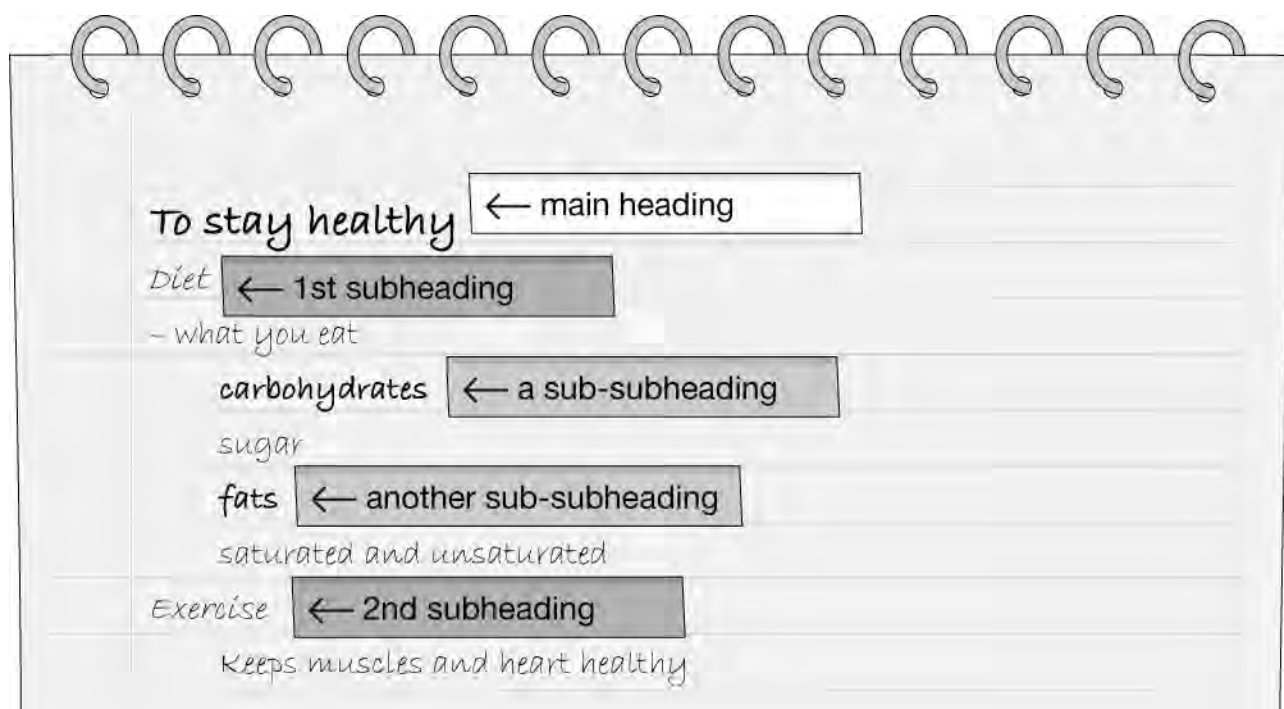 To stay healthy ← main heading
Diet ← 1st subheading
– what you eat
carbohydrates ← a sub-subheading
sugar
fats ← another sub-subheading
saturated and unsaturated
Exercise ← 2nd subheading
Keeps muscles and heart healthy